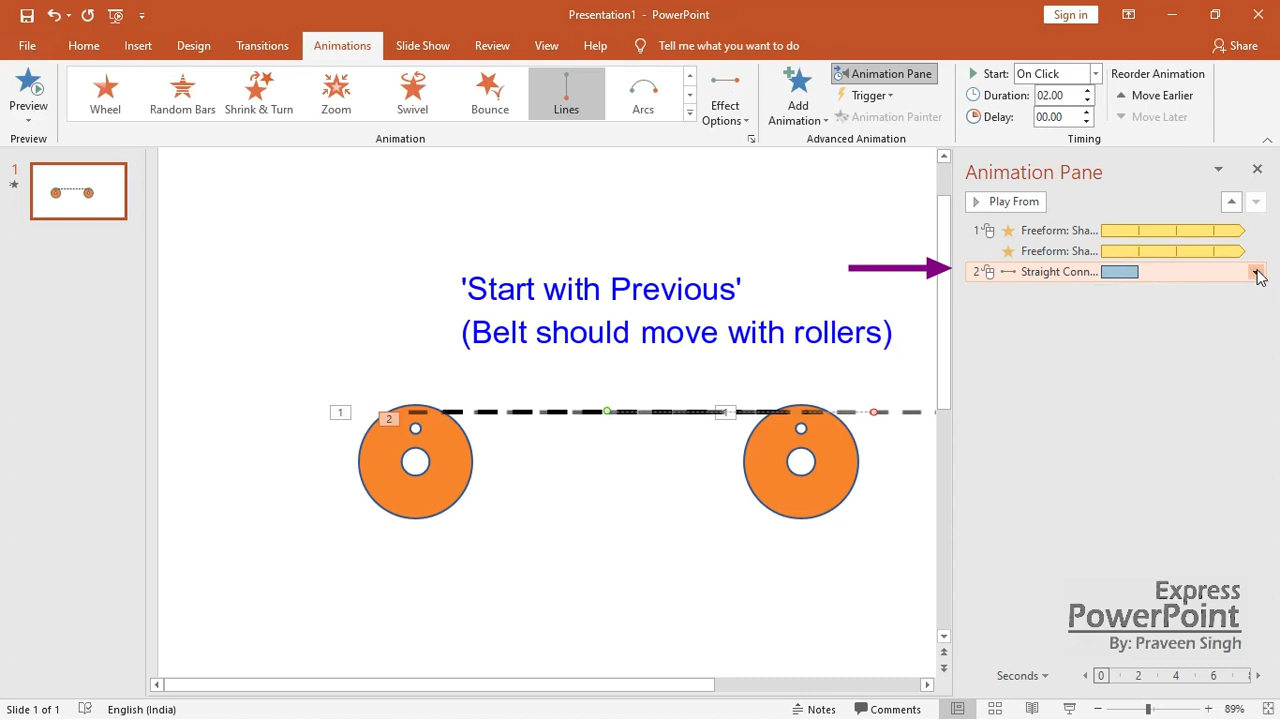 Presentation1 - PowerPoint
Sign in
File Home Insert Design Transitions Animations Slide Show Review View Help Tell me what you want to do Share
Preview
Wheel Random Bars Shrink & Turn Zoom Swivel Bounce Lines Arcs
Effect Options
Add Animation
Animation Pane
Trigger
Animation Painter
Start: On Click
Duration: 02.00
Delay: 00.00
Reorder Animation
Move Earlier
Move Later
Preview Animation Advanced Animation Timing
1
Animation Pane
Play From
1 Freeform: Sha...
Freeform: Sha...
2 Straight Conn...
'Start with Previous'
(Belt should move with rollers)
1
2
Express
PowerPoint
By: Praveen Singh
Seconds 0 2 4 6
Slide 1 of 1 English (India) Notes Comments 89%